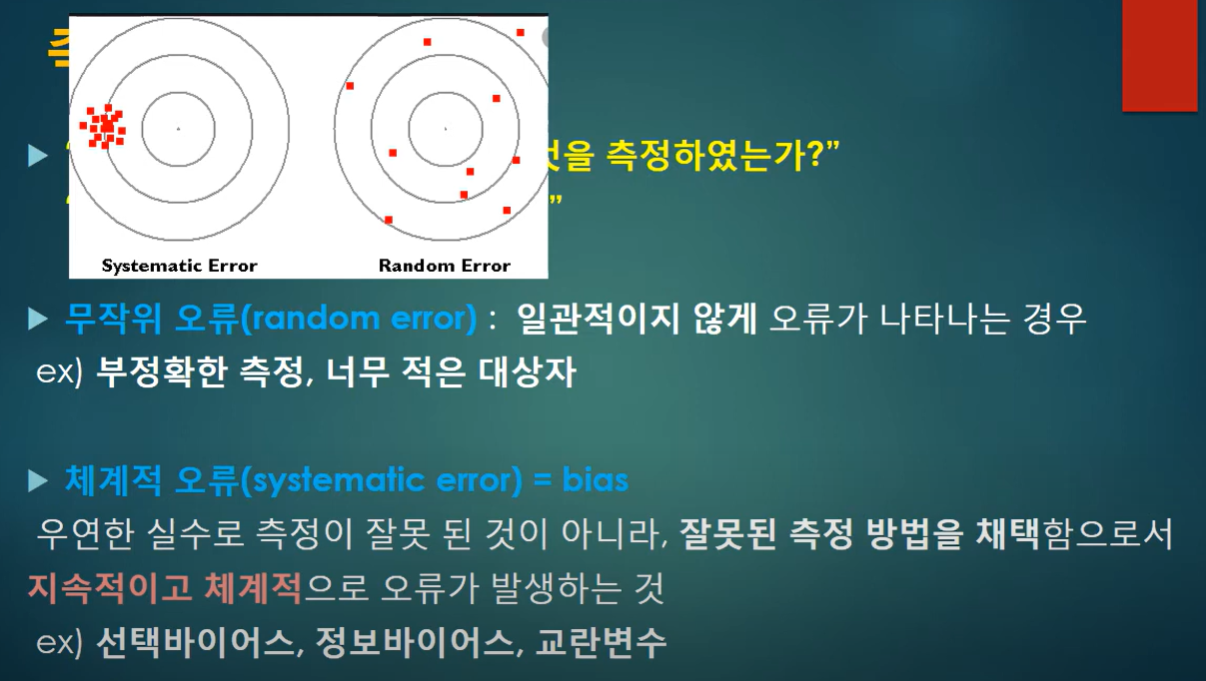 것을 측정하였는가?”
”
Systematic Error Random Error
무작위 오류(random error) : 일관적이지 않게 오류가 나타나는 경우
ex) 부정확한 측정, 너무 적은 대상자
체계적 오류(systematic error) = bias
우연한 실수로 측정이 잘못 된 것이 아니라, 잘못된 측정 방법을 채택함으로서
지속적이고 체계적으로 오류가 발생하는 것
ex) 선택바이어스, 정보바이어스, 교란변수